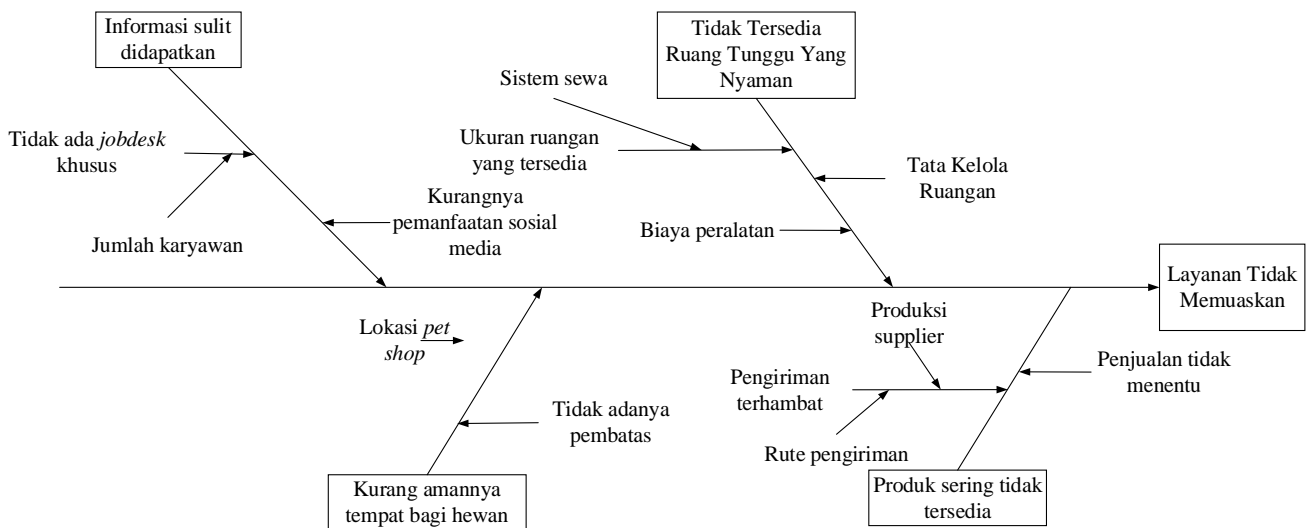 Informasi sulit
didapatkan
Tidak Tersedia
Ruang Tunggu Yang
Nyaman
Sistem sewa
Tidak ada jobdesk
khusus
Ukuran ruangan
yang tersedia
Tata Kelola
Ruangan
Kurangnya
pemanfaatan sosial
media
Jumlah karyawan
Biaya peralatan
Layanan Tidak
Memuaskan
Lokasi pet
shop
Produksi
supplier
Pengiriman
terhambat
Penjualan tidak
menentu
Tidak adanya
pembatas
Rute pengiriman
Kurang amannya
tempat bagi hewan
Produk sering tidak
tersedia